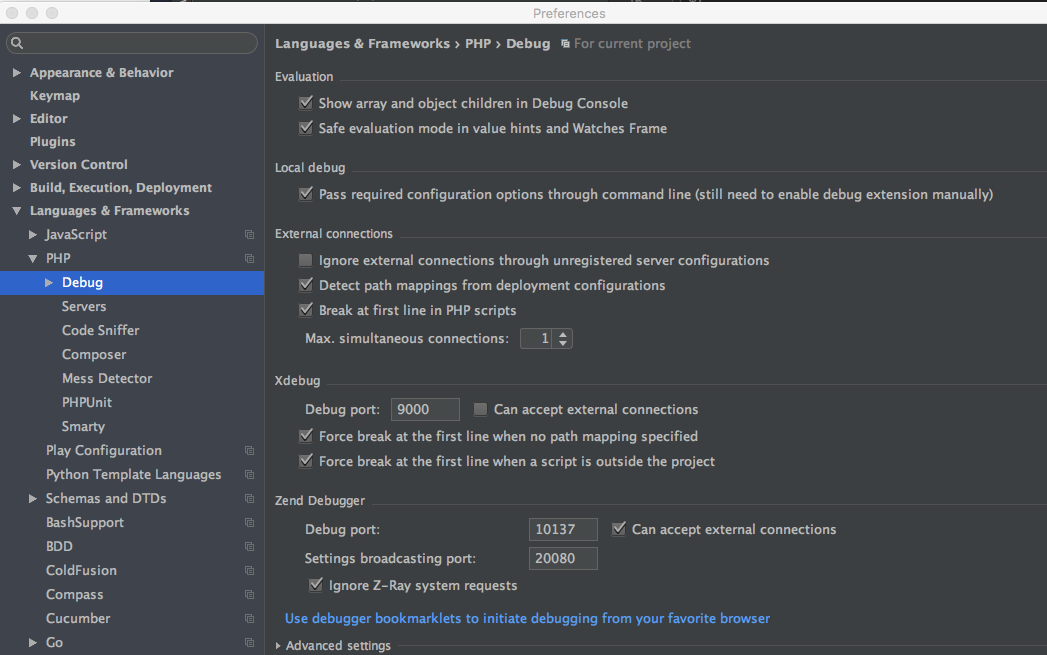 Preferences
Appearance & Behavior
Keymap
Editor
Plugins
Version Control
Build, Execution, Deployment
Languages & Frameworks
JavaScript
PHP
Debug
Servers
Code Sniffer
Composer
Mess Detector
PHPUnit
Smarty
Play Configuration
Python Template Languages
Schemas and DTDs
BashSupport
BDD
ColdFusion
Compass
Cucumber
Go
Languages & Frameworks › PHP › Debug For current project
Evaluation
Show array and object children in Debug Console
Safe evaluation mode in value hints and Watches Frame
Local debug
Pass required configuration options through command line (still need to enable debug extension manually)
External connections
Ignore external connections through unregistered server configurations
Detect path mappings from deployment configurations
Break at first line in PHP scripts
Max. simultaneous connections: 1
Xdebug
Debug port: 9000 Can accept external connections
Force break at the first line when no path mapping specified
Force break at the first line when a script is outside the project
Zend Debugger
Debug port: 10137 Can accept external connections
Settings broadcasting port: 20080
Ignore Z-Ray system requests
Use debugger bookmarklets to initiate debugging from your favorite browser
Advanced settings